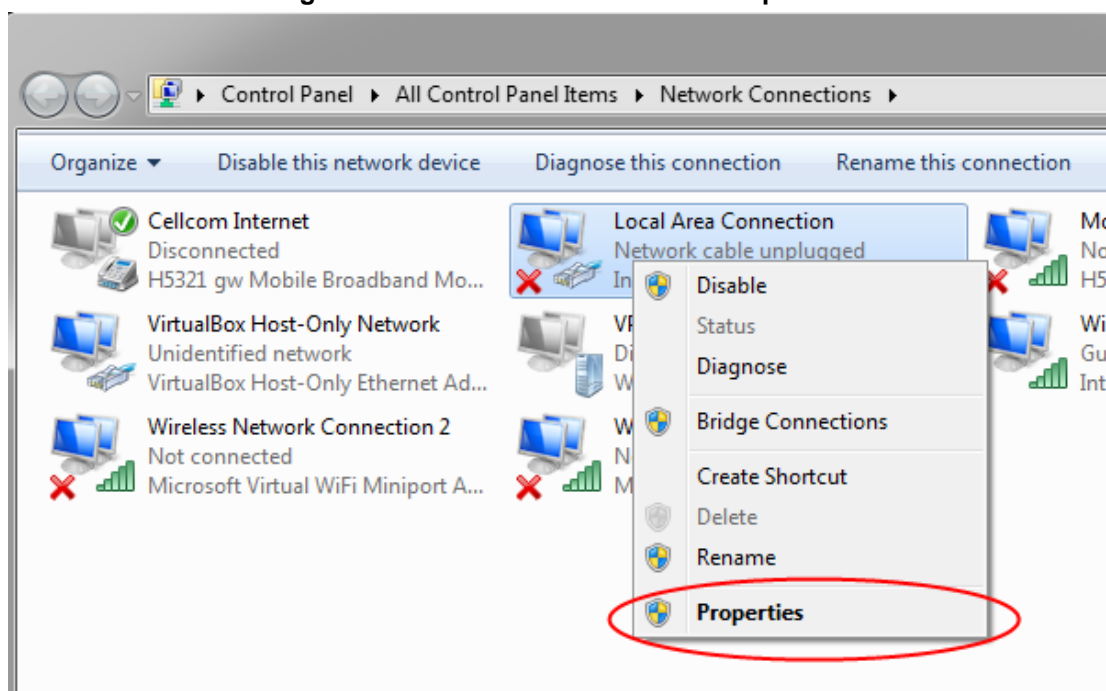 Control Panel ▸ All Control Panel Items ▸ Network Connections ▸
Organize ▾ Disable this network device Diagnose this connection Rename this connection
Cellcom Internet
Disconnected
H5321 gw Mobile Broadband Mo...
Local Area Connection
Network cable unplugged
VirtualBox Host-Only Network
Unidentified network
VirtualBox Host-Only Ethernet Ad...
Wireless Network Connection 2
Not connected
Microsoft Virtual WiFi Miniport A...
Disable
Status
Diagnose
Bridge Connections
Create Shortcut
Delete
Rename
Properties